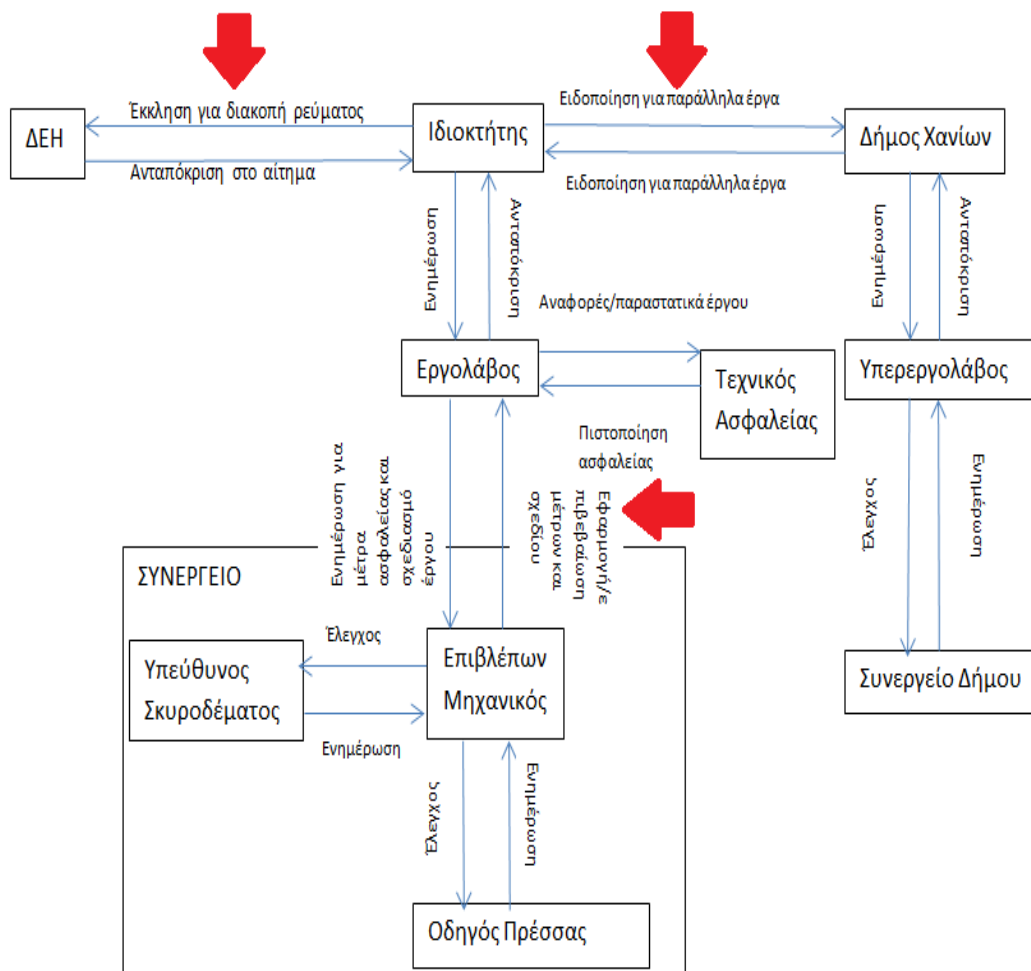 Έκκληση για διακοπή ρεύματος
Ειδοποίηση για παράλληλα έργα
ΔΕΗ
Ιδιοκτήτης
Δήμος Χανίων
Ανταπόκριση στο αίτημα
Ειδοποίηση για παράλληλα έργα
Ενημέρωση
Ανταπόκριση
Ενημέρωση
Ανταπόκριση
Αναφορές/παραστατικά έργου
Εργολάβος
Τεχνικός
Ασφαλείας
Υπερεργολάβος
Πιστοποίηση
ασφαλείας
Ενημέρωση για
μέτρα
ασφαλείας και
σχεδιασμό
έργου
Εφαρμογή/ε
πιβεβαίωση
μέτρων και
σχεδίου
Έλεγχος
Ενημέρωση
ΣΥΝΕΡΓΕΙΟ
Έλεγχος
Υπεύθυνος
Σκυροδέματος
Επιβλέπων
Μηχανικός
Συνεργείο Δήμου
Ενημέρωση
Έλεγχος
Ενημέρωση
Οδηγός Πρέσσας